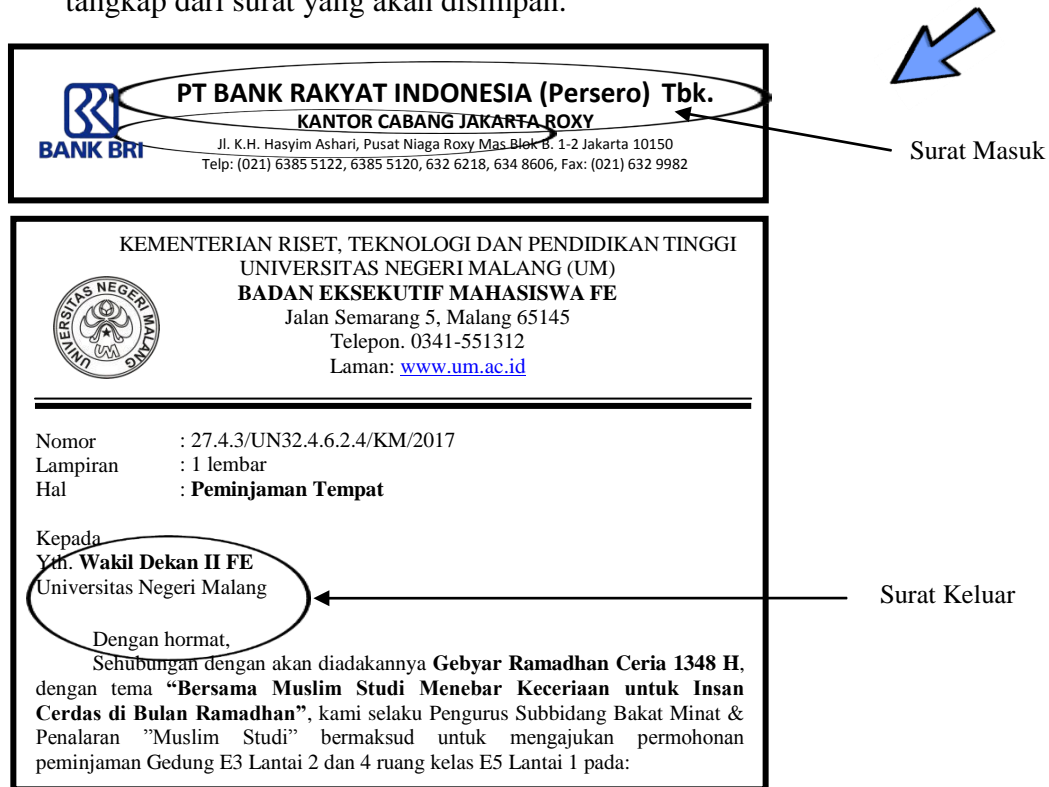 tangkap dari surat yang akan disimpan.
PT BANK RAKYAT INDONESIA (Persero) Tbk.
KANTOR CABANG JAKARTA ROXY
Jl. K.H. Hasyim Ashari, Pusat Niaga Roxy Mas Blok B. 1-2 Jakarta 10150
Telp: (021) 6385 5122, 6385 5120, 632 6218, 634 8606, Fax: (021) 632 9982
BANK BRI
Surat Masuk
KEMENTERIAN RISET, TEKNOLOGI DAN PENDIDIKAN TINGGI
UNIVERSITAS NEGERI MALANG (UM)
BADAN EKSEKUTIF MAHASISWA FE
Jalan Semarang 5, Malang 65145
Telepon. 0341-551312
Laman: www.um.ac.id
UNIVERSITAS NEGERI MALANG
UM
Nomor : 27.4.3/UN32.4.6.2.4/KM/2017
Lampiran : 1 lembar
Hal : Peminjaman Tempat
Kepada
Yth. Wakil Dekan II FE
Universitas Negeri Malang
Surat Keluar
Dengan hormat,
Sehubungan dengan akan diadakannya Gebyar Ramadhan Ceria 1348 H,
dengan tema “Bersama Muslim Studi Menebar Keceriaan untuk Insan
Cerdas di Bulan Ramadhan”, kami selaku Pengurus Subbidang Bakat Minat &
Penalaran ”Muslim Studi” bermaksud untuk mengajukan permohonan
peminjaman Gedung E3 Lantai 2 dan 4 ruang kelas E5 Lantai 1 pada: